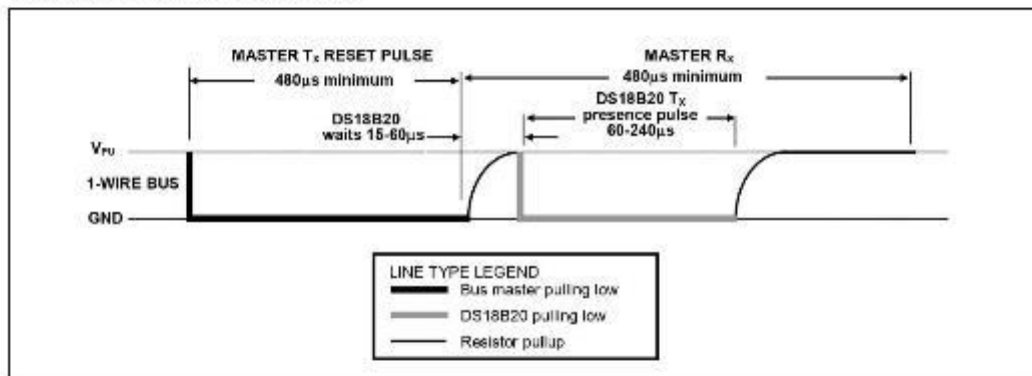 MASTER Tx RESET PULSE
480µs minimum
MASTER Rx
480µs minimum
DS18B20 Tx
presence pulse
60-240µs
DS18B20
waits 15-60µs
VPU
1-WIRE BUS
GND
LINE TYPE LEGEND
Bus master pulling low
DS18B20 pulling low
Resistor pullup